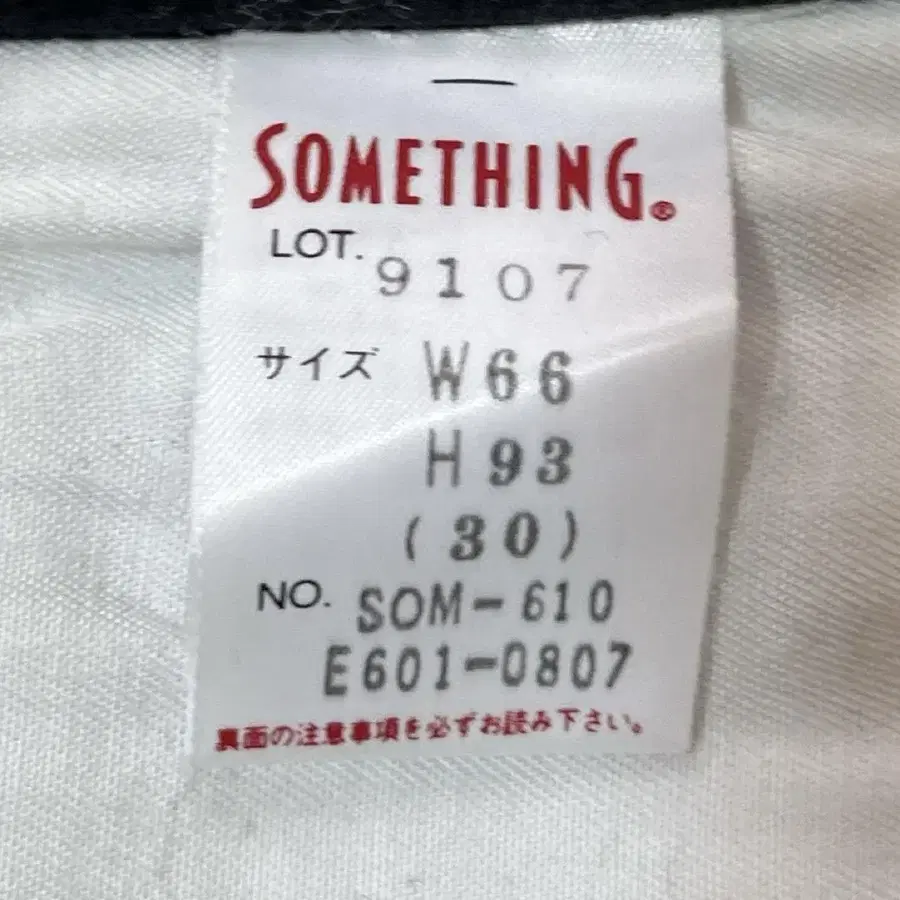 SOMETHING®
LOT. 9107
サイズ W66
H93
(30)
NO. SOM-610
E601-0807
裏面の注意事項を必ずお読み下さい。